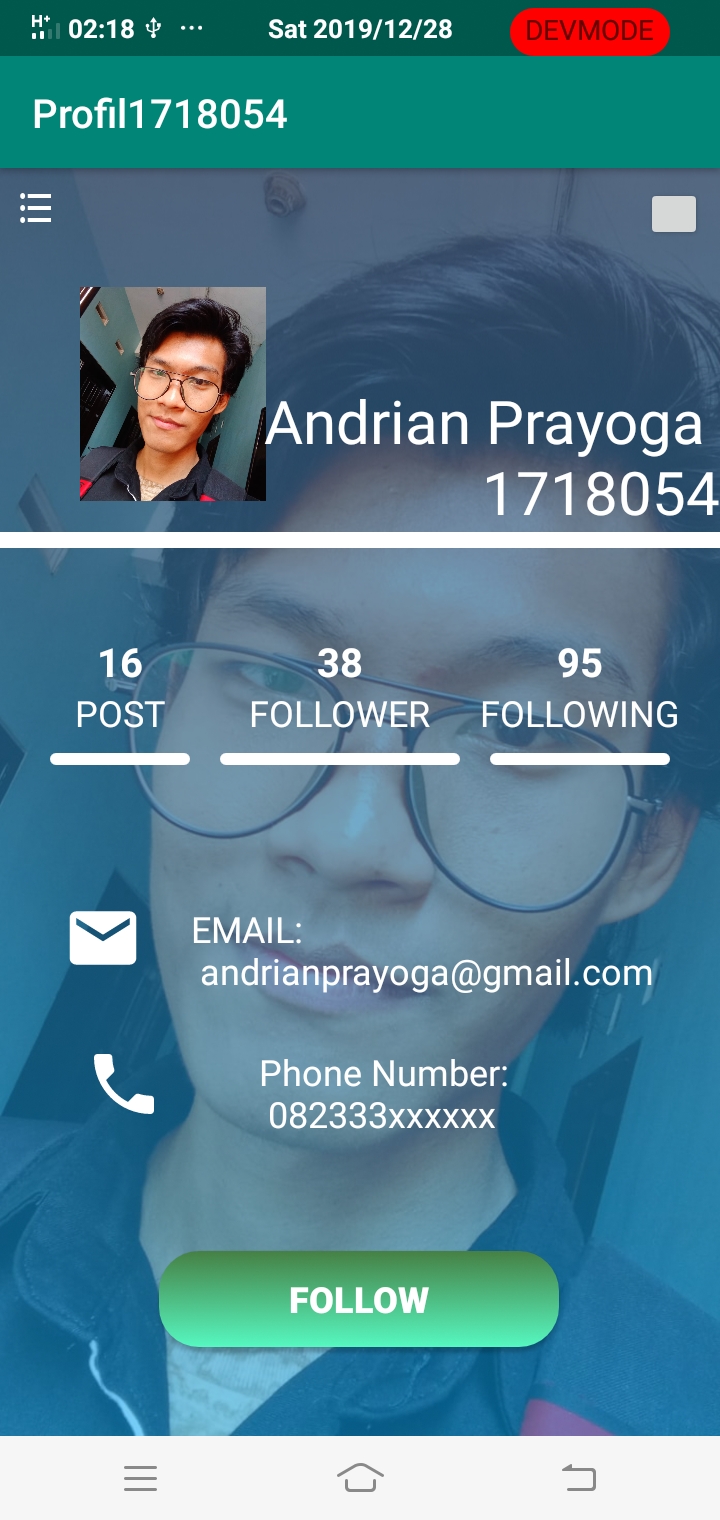 H+ 02:18 ... Sat 2019/12/28 DEVMODE
Profil1718054
Andrian Prayoga
1718054
16 38 95
POST FOLLOWER FOLLOWING
EMAIL:
andrianprayoga@gmail.com
Phone Number:
082333xxxxxx
FOLLOW